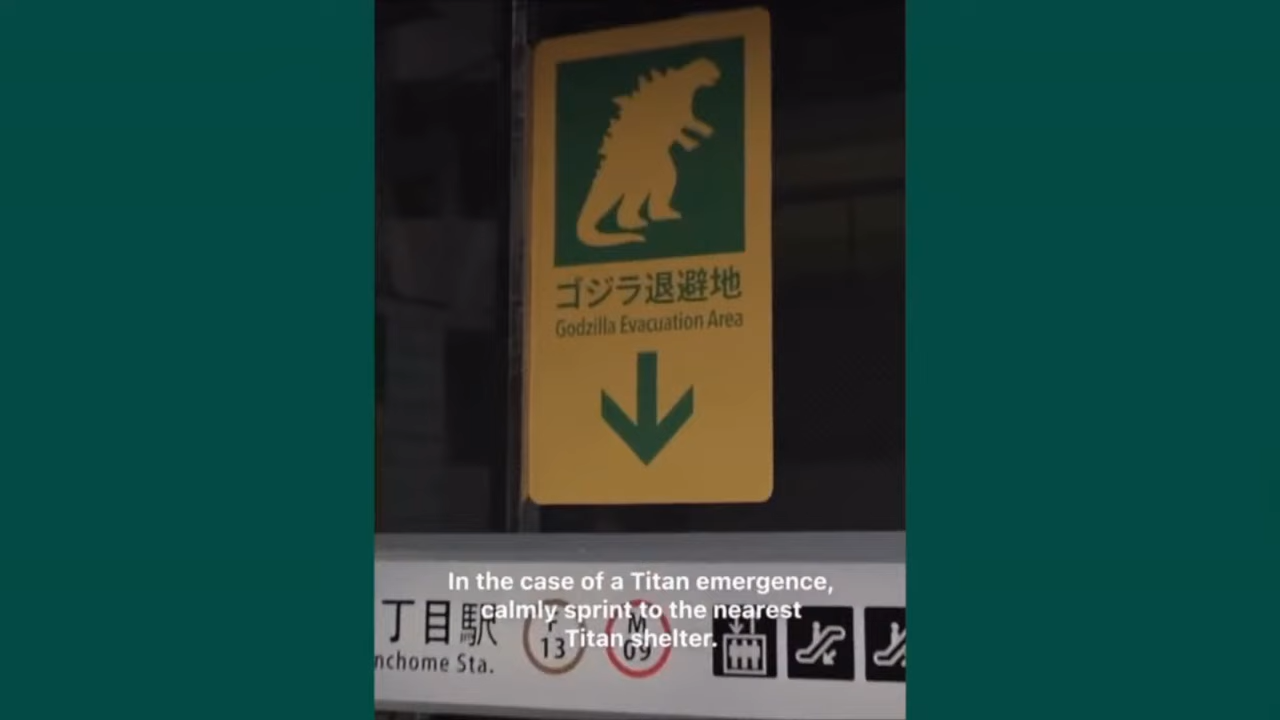 ゴジラ退避地
Godzilla Evacuation Area
In the case of a Titan emergence,
calmly sprint to the nearest
Titan shelter.
丁目駅
nchome Sta.
F
13
M
09